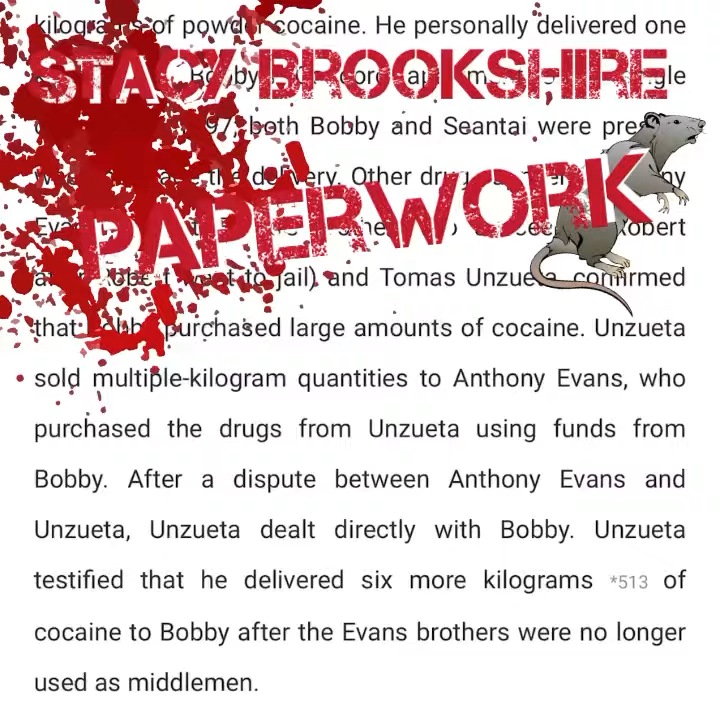 kilograms of powder cocaine. He personally delivered one
STACY BROOKSHIRE
both Bobby and Seantai were
the delivery. Other
PAPERWORK
to jail) and Tomas Unzueta confirmed
that Bobby purchased large amounts of cocaine. Unzueta
sold multiple-kilogram quantities to Anthony Evans, who
purchased the drugs from Unzueta using funds from
Bobby. After a dispute between Anthony Evans and
Unzueta, Unzueta dealt directly with Bobby. Unzueta
testified that he delivered six more kilograms *513 of
cocaine to Bobby after the Evans brothers were no longer
used as middlemen.